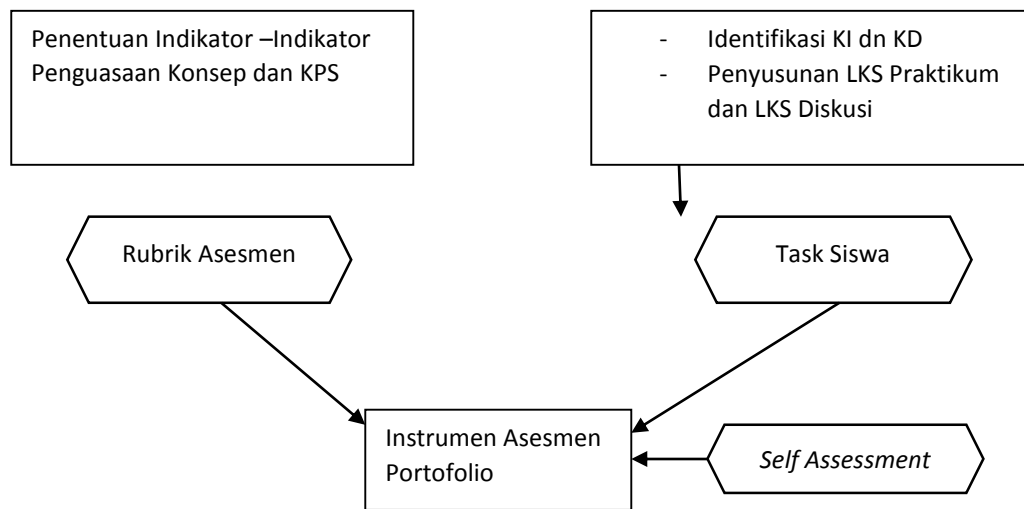 Penentuan Indikator –Indikator
Penguasaan Konsep dan KPS
- Identifikasi KI dn KD
- Penyusunan LKS Praktikum
dan LKS Diskusi
Rubrik Asesmen
Task Siswa
Instrumen Asesmen
Portofolio
Self Assessment